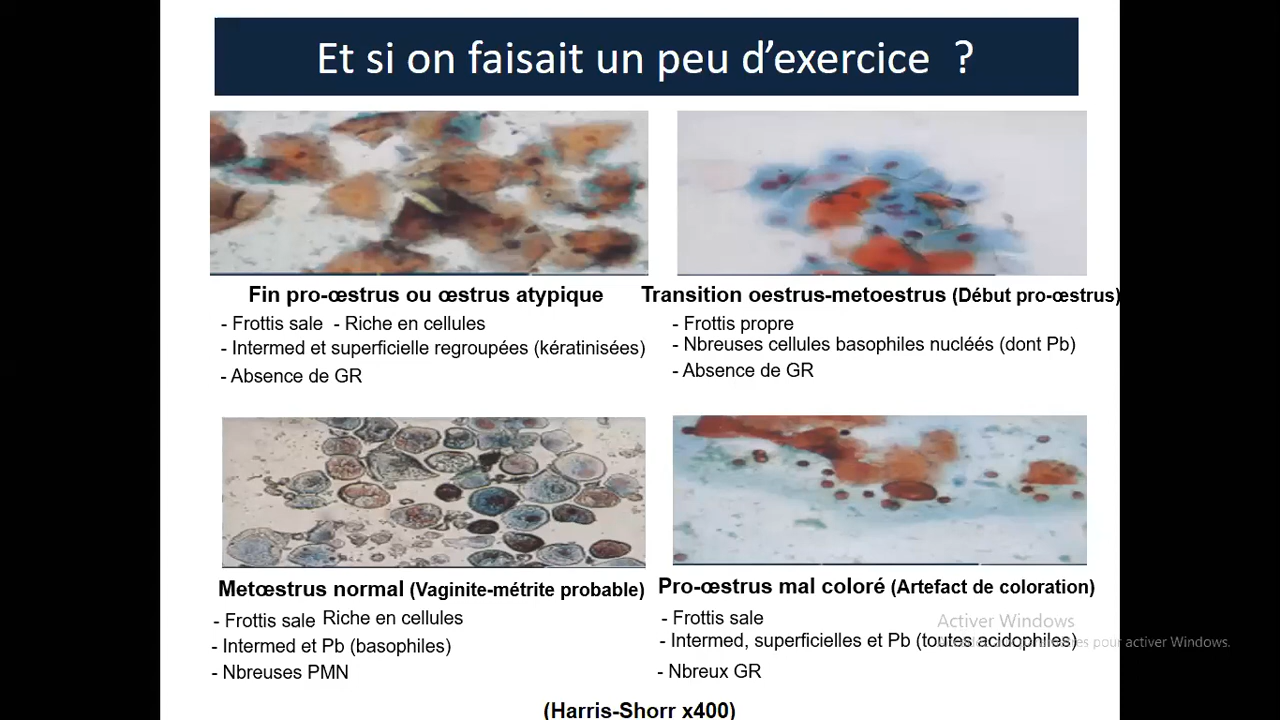 Et si on faisait un peu d'exercice ?
Fin pro-œstrus ou œstrus atypique
- Frottis sale - Riche en cellules
- Intermed et superficielle regroupées (kératinisées)
- Absence de GR
Transition oestrus-metoestrus (Début pro-œstrus)
- Frottis propre
- Nbreuses cellules basophiles nucléés (dont Pb)
- Absence de GR
Metœstrus normal (Vaginite-métrite probable)
- Frottis sale Riche en cellules
- Intermed et Pb (basophiles)
- Nbreuses PMN
Pro-œstrus mal coloré (Artefact de coloration)
- Frottis sale
- Intermed, superficielles et Pb (toutes acidophiles)
- Nbreux GR
Activer Windows
pour activer Windows.
(Harris-Shorr x400)